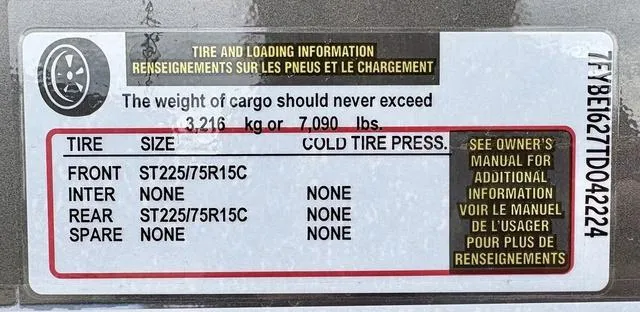 TIRE AND LOADING INFORMATION
RENSEIGNEMENTS SUR LES PNEUS ET LE CHARGEMENT
The weight of cargo should never exceed
3,216 kg or 7,090 lbs.
TIRE SIZE COLD TIRE PRESS.
FRONT ST225/75R15C
INTER NONE NONE
REAR ST225/75R15C NONE
SPARE NONE NONE
SEE OWNER'S
MANUAL FOR
ADDITIONAL
INFORMATION
VOIR LE MANUEL
DE L'USAGER
POUR PLUS DE
RENSEIGNEMENTS
7FYBE1627TD042224